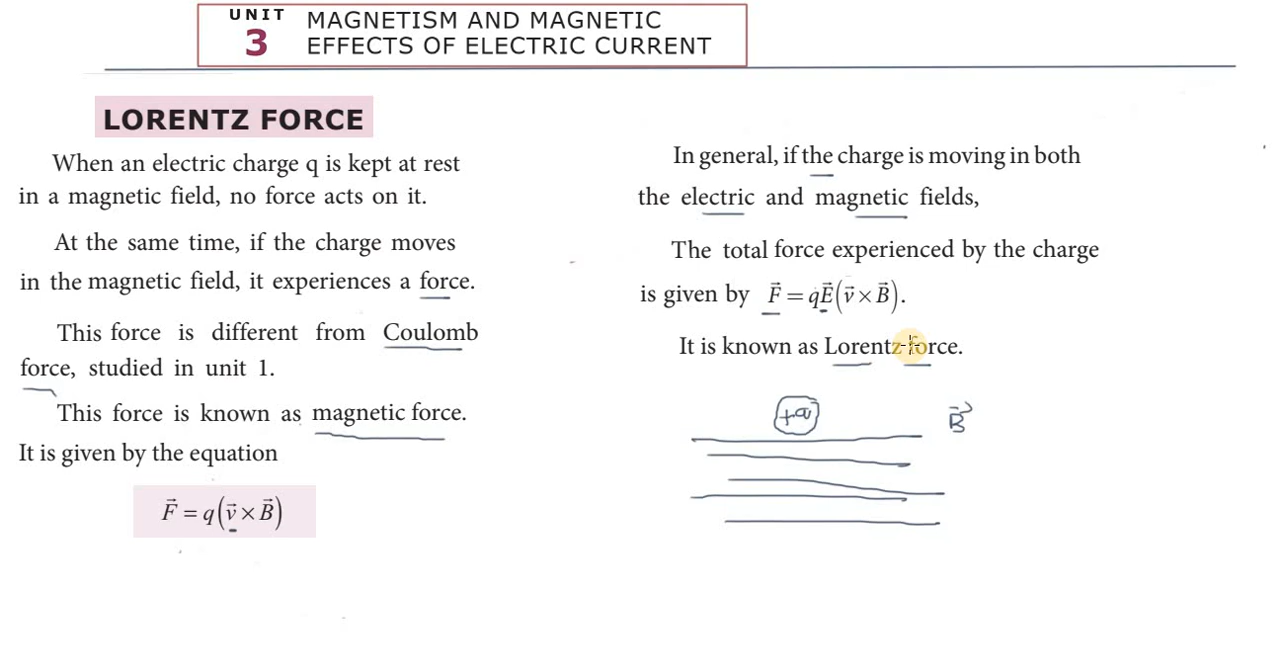 UNIT
3
MAGNETISM AND MAGNETIC
EFFECTS OF ELECTRIC CURRENT
LORENTZ FORCE
When an electric charge q is kept at rest
in a magnetic field, no force acts on it.
At the same time, if the charge moves
in the magnetic field, it experiences a force.
This force is different from Coulomb
force, studied in unit 1.
This force is known as magnetic force.
It is given by the equation
F⃗ = q(v⃗ × B⃗)
In general, if the charge is moving in both
the electric and magnetic fields,
The total force experienced by the charge
is given by F⃗ = qE⃗(v⃗ × B⃗).
It is known as Lorentz force.
+q B⃗